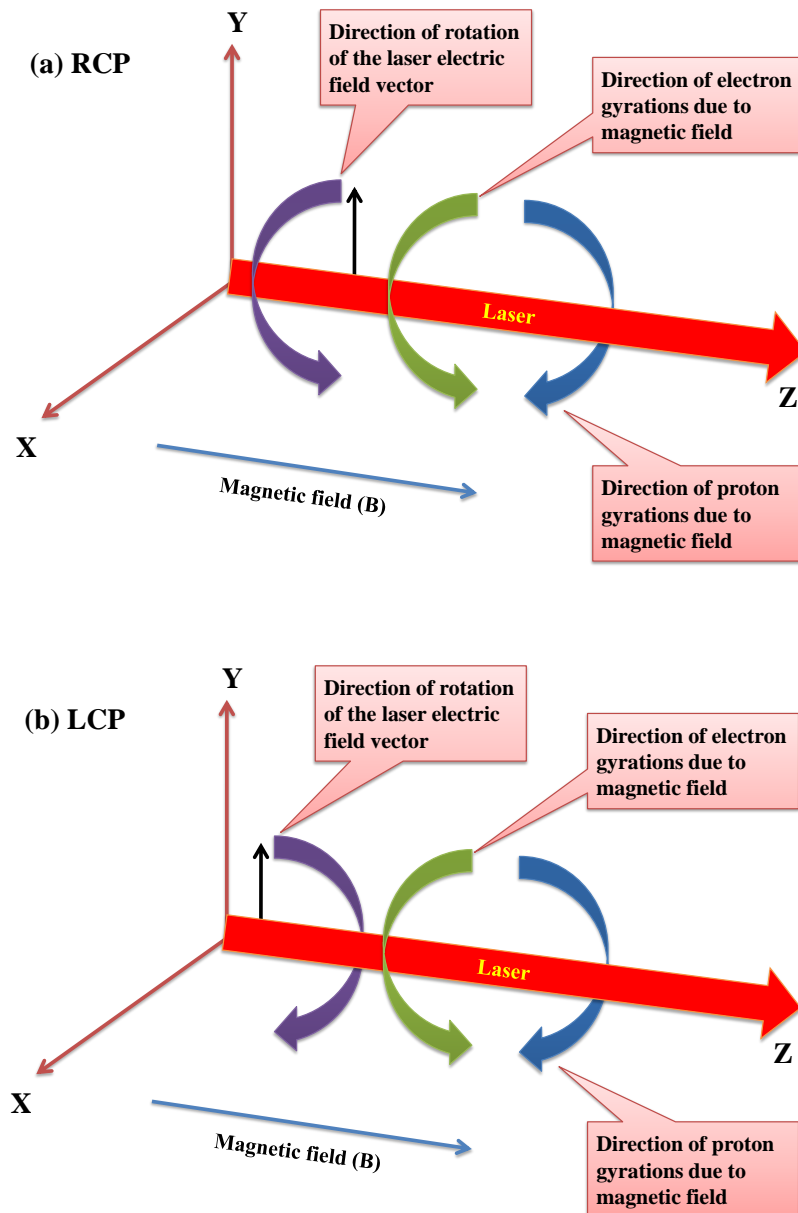 (a) RCP
Y
Direction of rotation
of the laser electric
field vector
Direction of electron
gyrations due to
magnetic field
Laser
Z
X
Magnetic field (B)
Direction of proton
gyrations due to
magnetic field
(b) LCP
Y
Direction of rotation
of the laser electric
field vector
Direction of electron
gyrations due to
magnetic field
Laser
Z
X
Magnetic field (B)
Direction of proton
gyrations due to
magnetic field